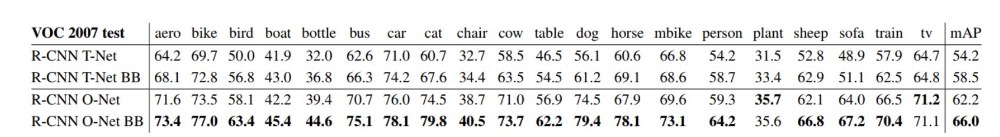 VOC 2007 test aero bike bird boat bottle bus car cat chair cow table dog horse mbike person plant sheep sofa train tv mAP
R-CNN T-Net 64.2 69.7 50.0 41.9 32.0 62.6 71.0 60.7 32.7 58.5 46.5 56.1 60.6 66.8 54.2 31.5 52.8 48.9 57.9 64.7 54.2
R-CNN T-Net BB 68.1 72.8 56.8 43.0 36.8 66.3 74.2 67.6 34.4 63.5 54.5 61.2 69.1 68.6 58.7 33.4 62.9 51.1 62.5 64.8 58.5
R-CNN O-Net 71.6 73.5 58.1 42.2 39.4 70.7 76.0 74.5 38.7 71.0 56.9 74.5 67.9 69.6 59.3 35.7 62.1 64.0 66.5 71.2 62.2
R-CNN O-Net BB 73.4 77.0 63.4 45.4 44.6 75.1 78.1 79.8 40.5 73.7 62.2 79.4 78.1 73.1 64.2 35.6 66.8 67.2 70.4 71.1 66.0